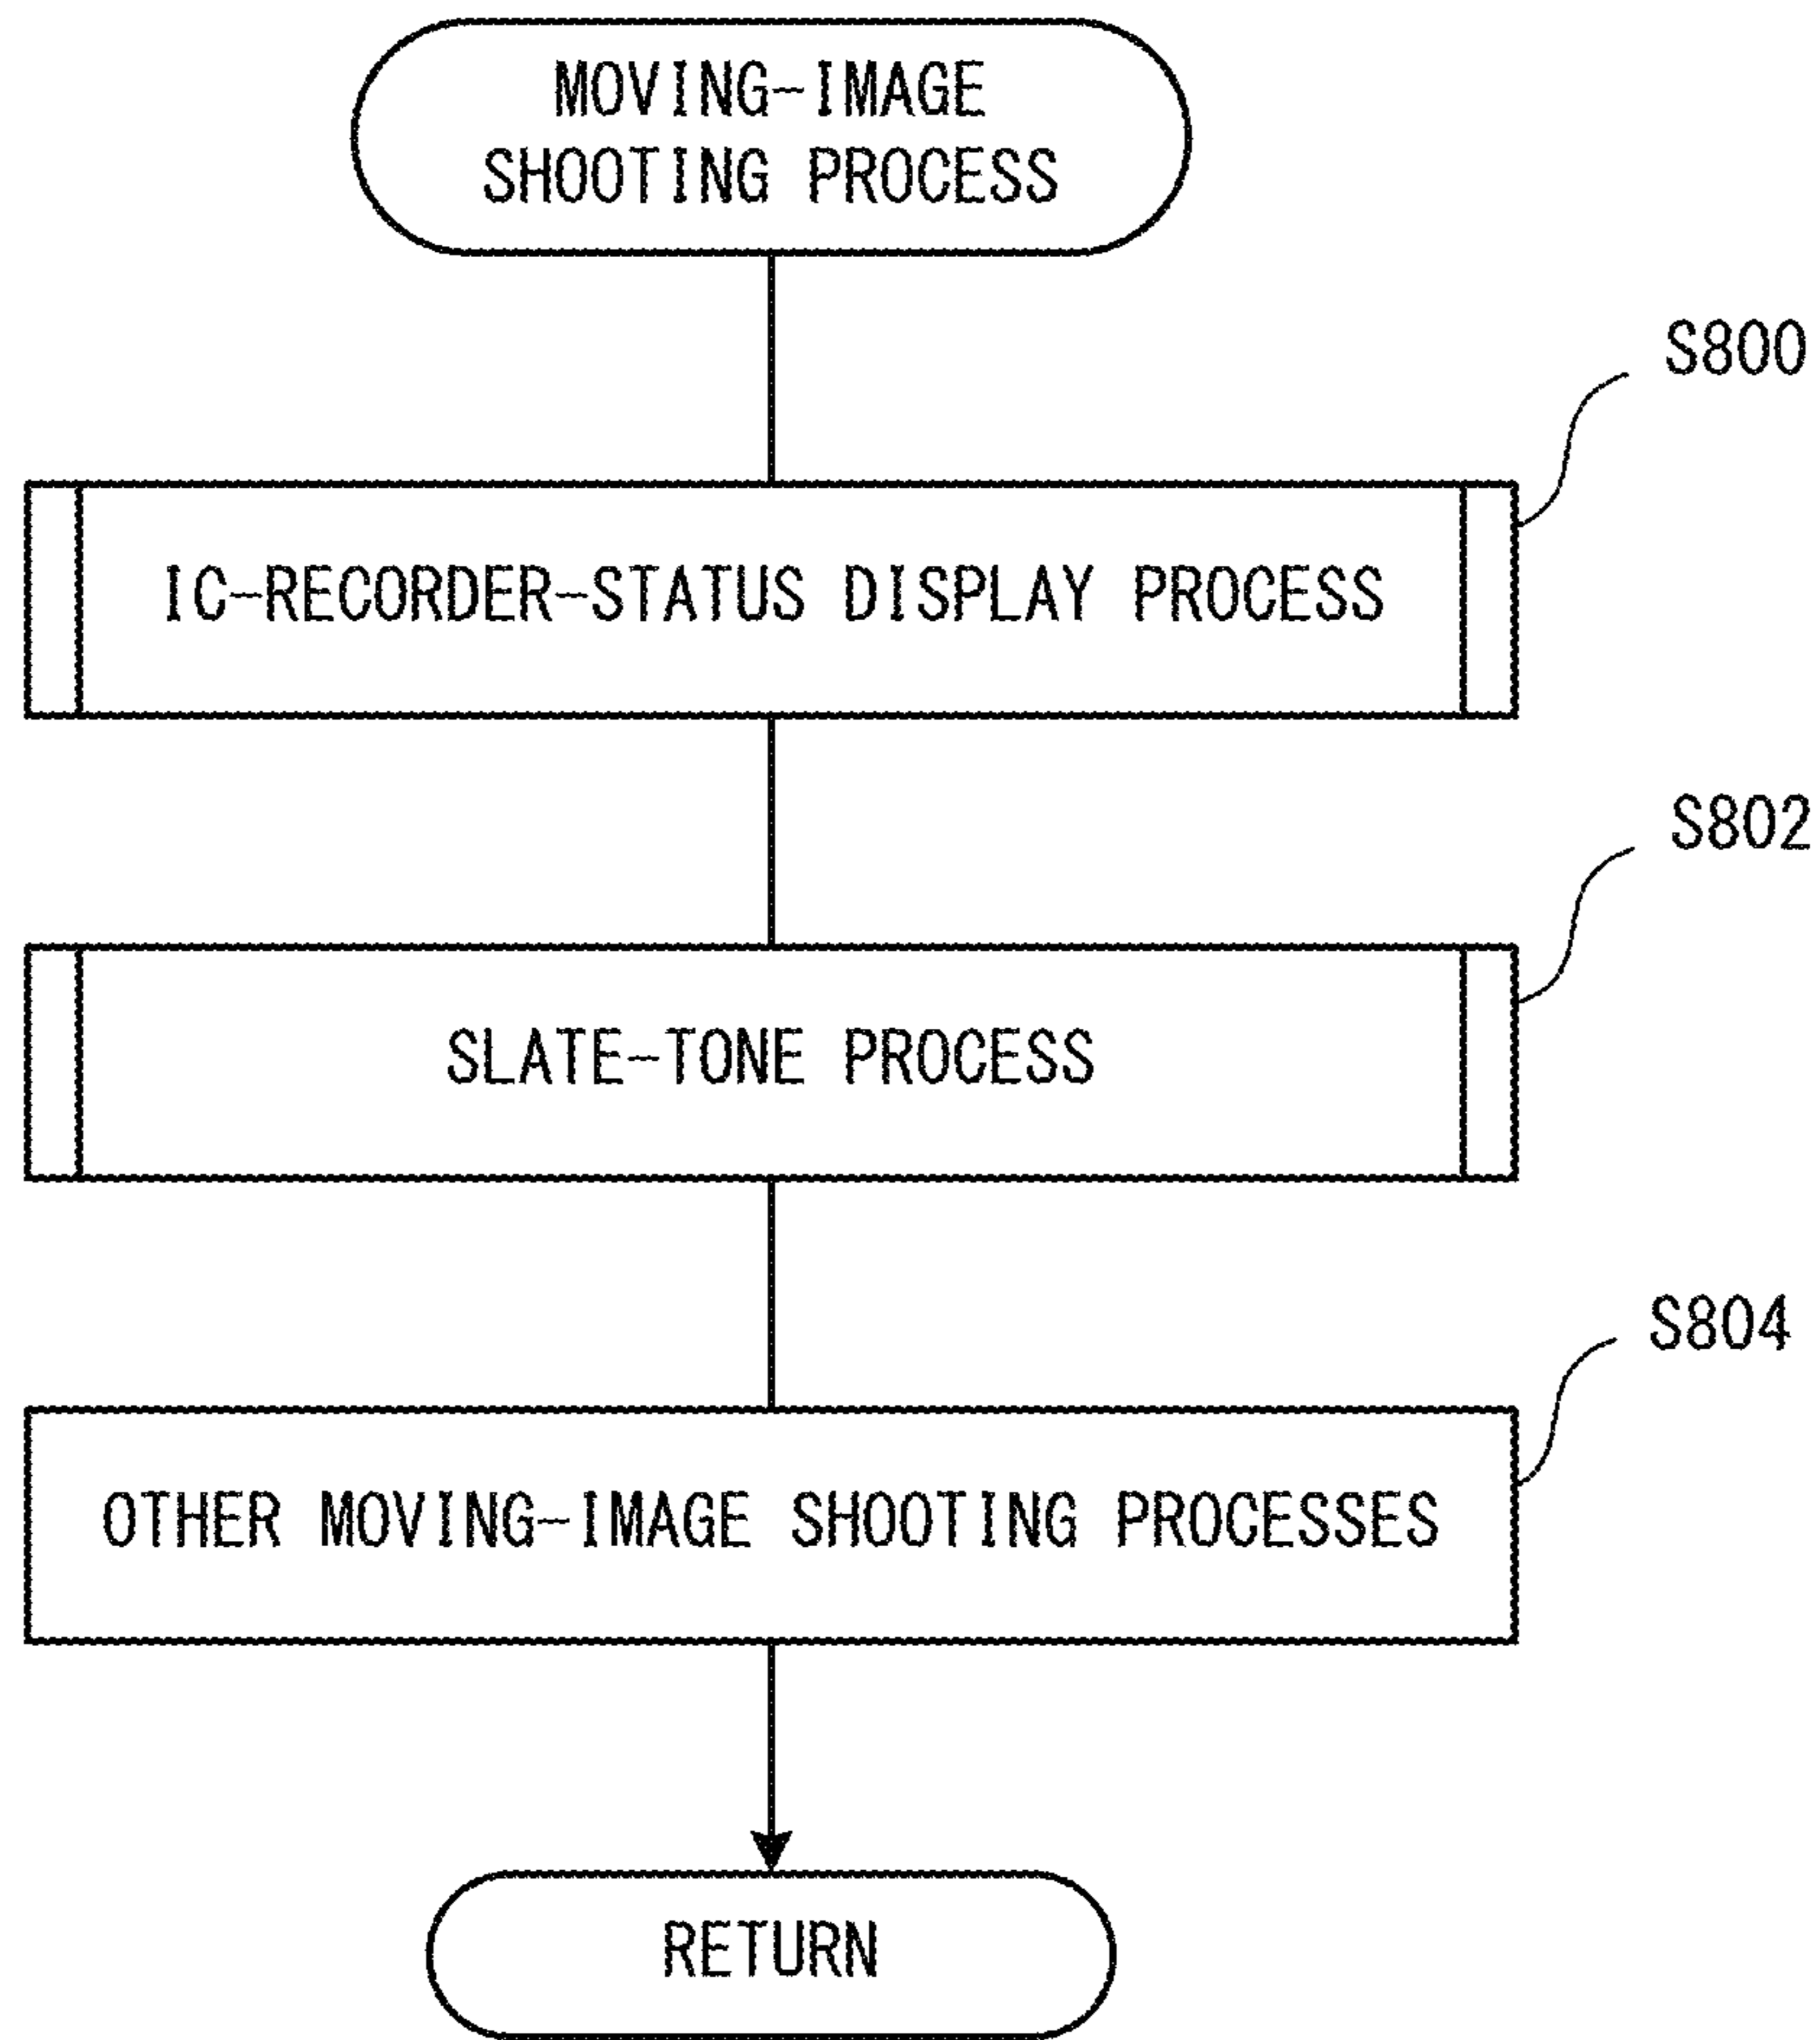 MOVING-IMAGE
SHOOTING PROCESS
S800
IC-RECORDER-STATUS DISPLAY PROCESS
S802
SLATE-TONE PROCESS
S804
OTHER MOVING-IMAGE SHOOTING PROCESSES
RETURN